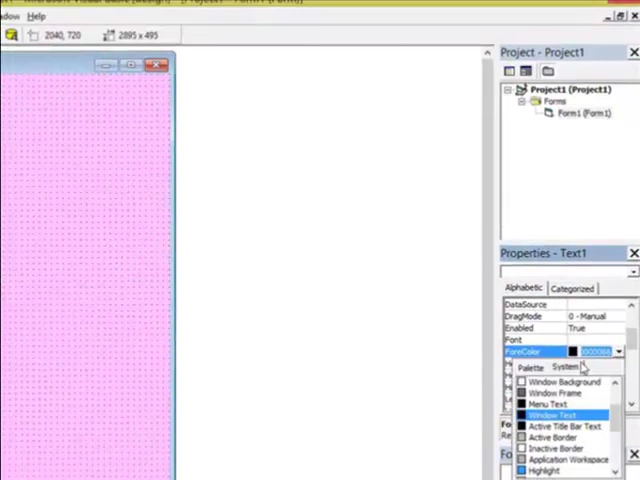 Help
2040, 720
2895 x 495
Project - Project1
Project1 (Project1)
Forms
Form1 (Form1)
Properties - Text1
Alphabetic Categorized
DataSource
DragMode 0 - Manual
Enabled True
Font
ForeColor
Palette System
Window Background
Window Frame
Menu Text
Window Text
Active Title Bar Text
Active Border
Inactive Border
Application Workspace
Highlight